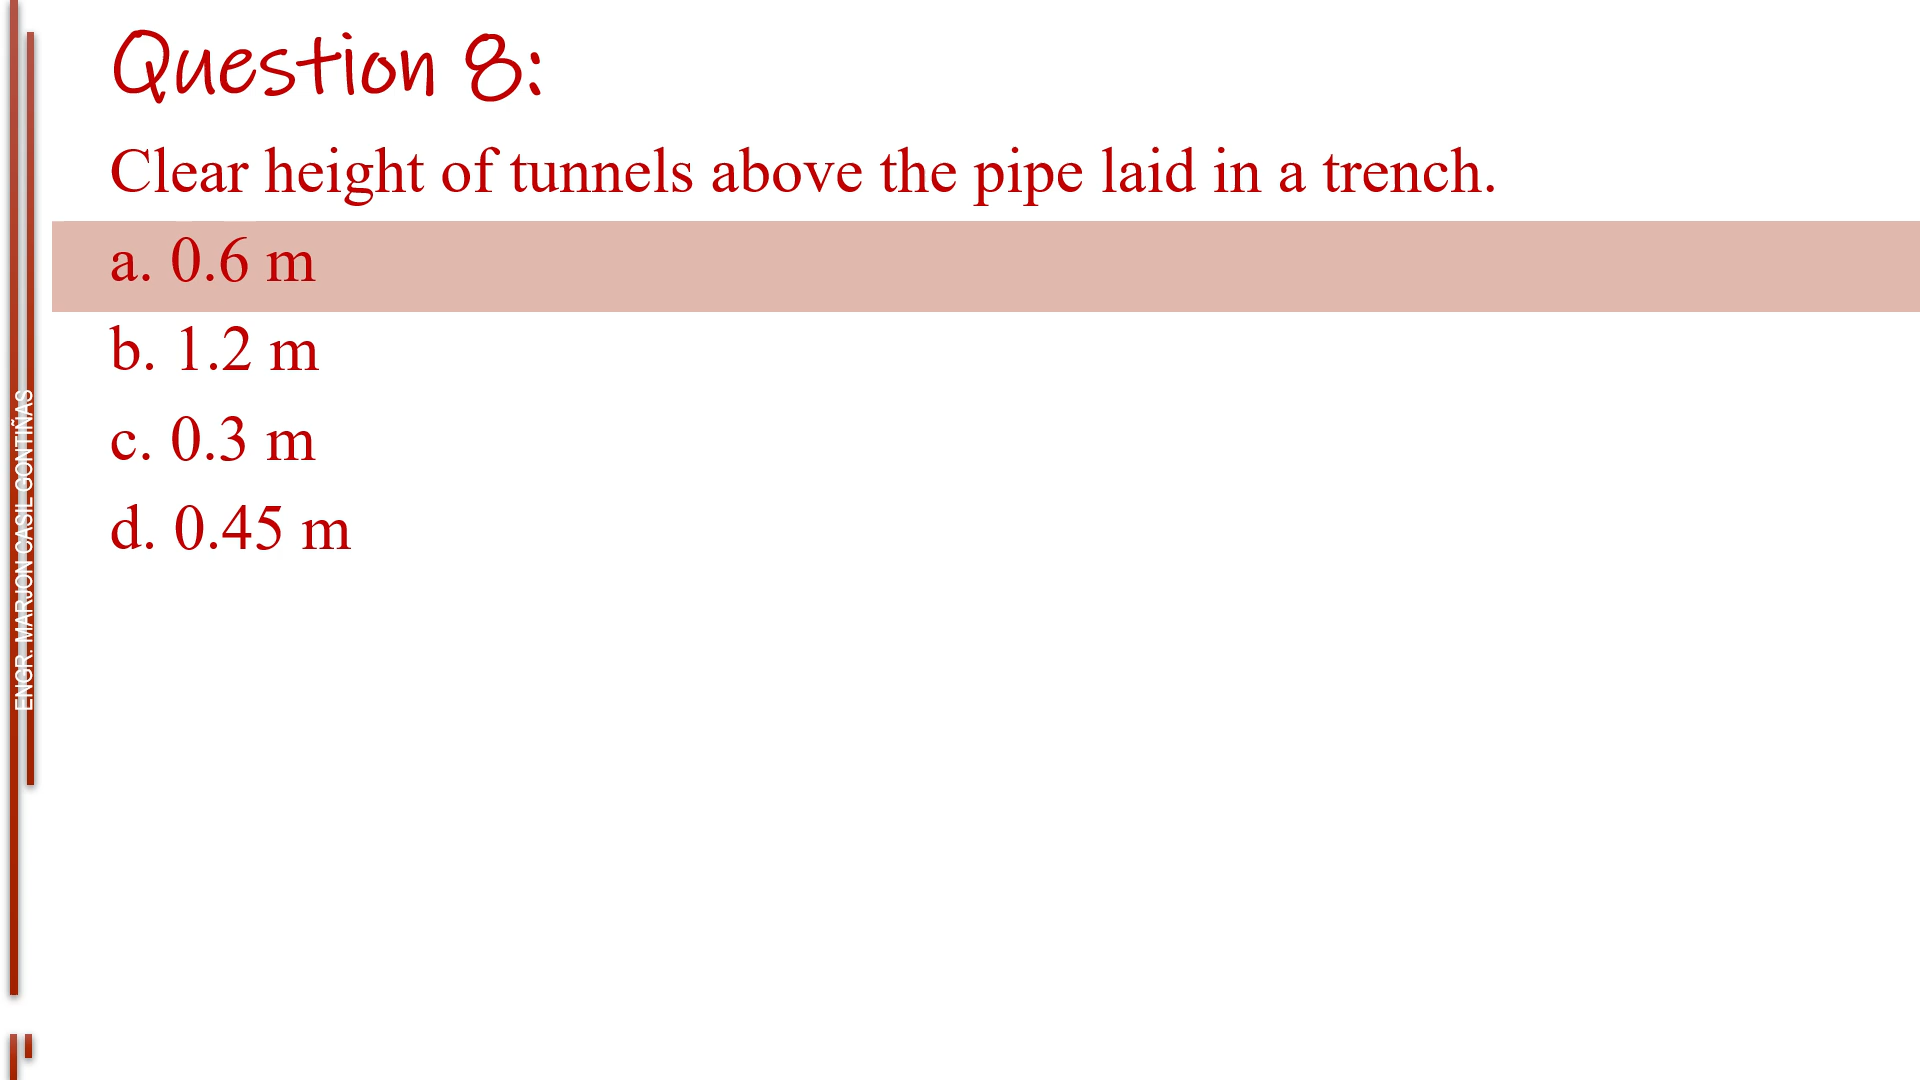 Question 8:
Clear height of tunnels above the pipe laid in a trench.
a. 0.6 m
b. 1.2 m
c. 0.3 m
d. 0.45 m
ENGR. MARJON CASIL GONTIÑAS